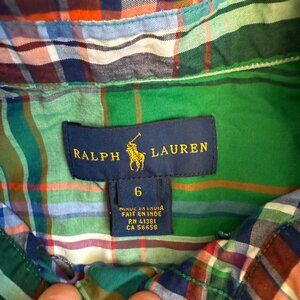 RALPH LAUREN
6
MADE IN INDIA
FAIT EN INDE
RN 41381
CA 56658